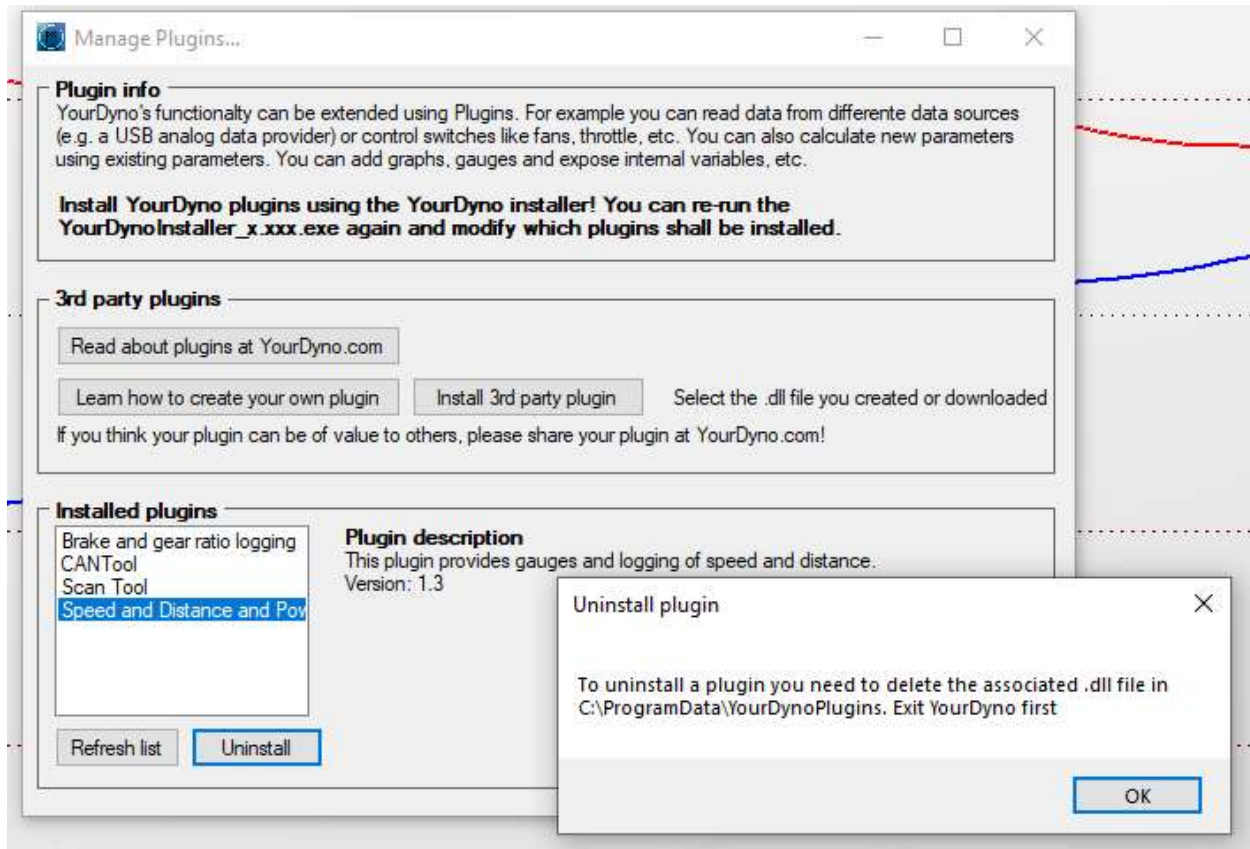 Manage Plugins...
Plugin info
YourDyno's functionalty can be extended using Plugins. For example you can read data from differente data sources
(e.g. a USB analog data provider) or control switches like fans, throttle, etc. You can also calculate new parameters
using existing parameters. You can add graphs, gauges and expose internal variables, etc.
Install YourDyno plugins using the YourDyno installer! You can re-run the
YourDynoInstaller_x.xxx.exe again and modify which plugins shall be installed.
3rd party plugins
Read about plugins at YourDyno.com
Learn how to create your own plugin
Install 3rd party plugin
Select the .dll file you created or downloaded
If you think your plugin can be of value to others, please share your plugin at YourDyno.com!
Installed plugins
Brake and gear ratio logging
CANTool
Scan Tool
Speed and Distance and Pow
Plugin description
This plugin provides gauges and logging of speed and distance.
Version: 1.3
Refresh list
Uninstall
Uninstall plugin
To uninstall a plugin you need to delete the associated .dll file in
C:\ProgramData\YourDynoPlugins. Exit YourDyno first
OK